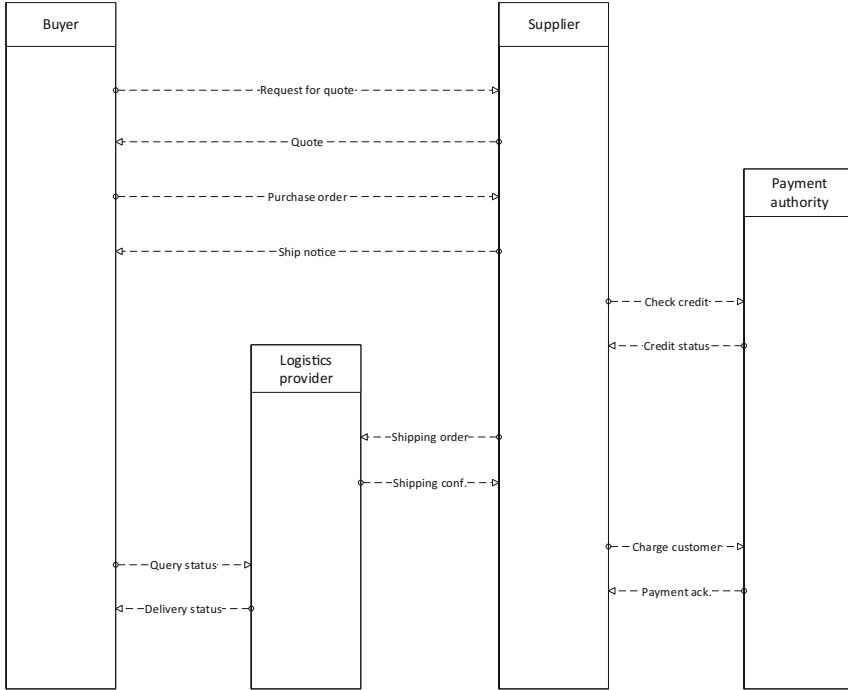 Buyer
Supplier
Request for quote
Quote
Payment
authority
Purchase order
Ship notice
Check credit
Credit status
Logistics
provider
Shipping order
Shipping conf.
Charge customer
Query status
Payment ack.
Delivery status